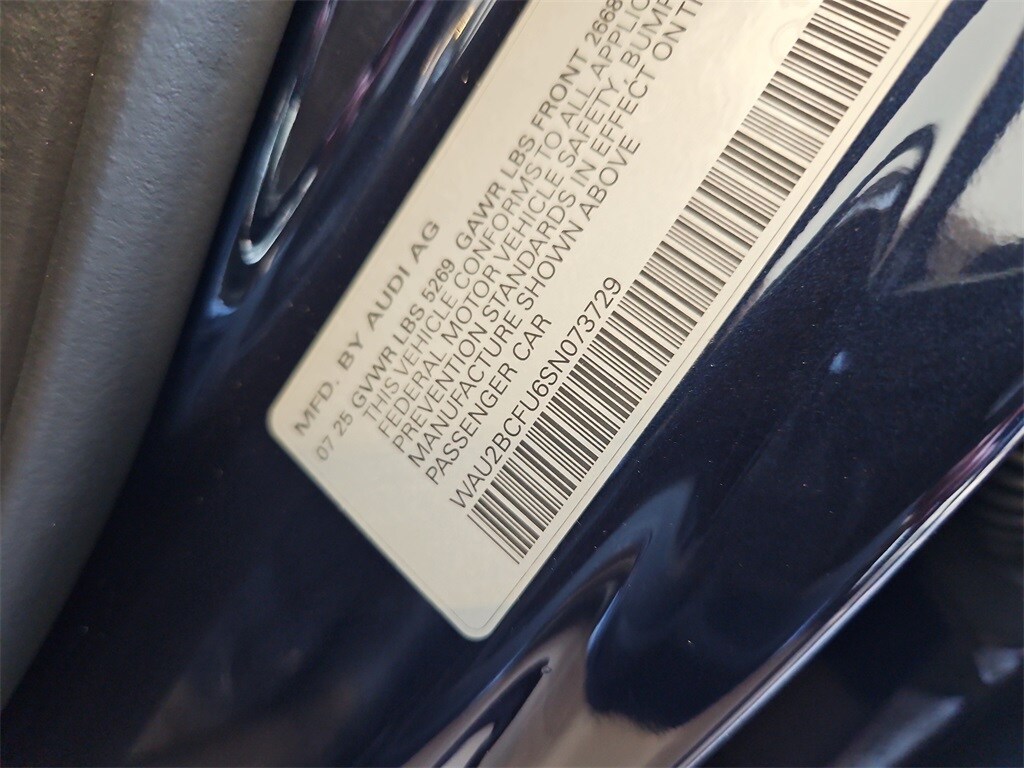 MFD. BY AUDI AG
07 25 GVWR LBS 5269 GAWR LBS FRONT 2668
THIS VEHICLE CONFORMS TO ALL
FEDERAL MOTOR VEHICLE SAFETY, BUMP
PREVENTION STANDARDS IN EFFECT ON TH
MANUFACTURE SHOWN ABOVE
PASSENGER CAR
WAU2BCFU6SN073729